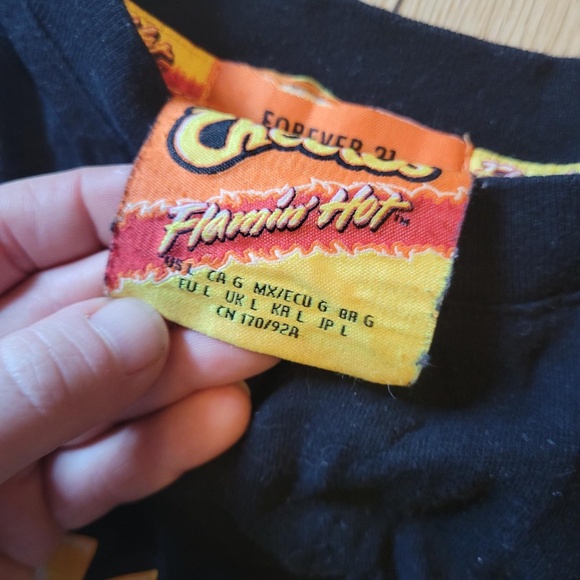 FOREVER 21
Cheetos
Flamin' Hot™
US L CA G MX/ECU G BR G
EU L UK L KR L JP L
CN 170/92A